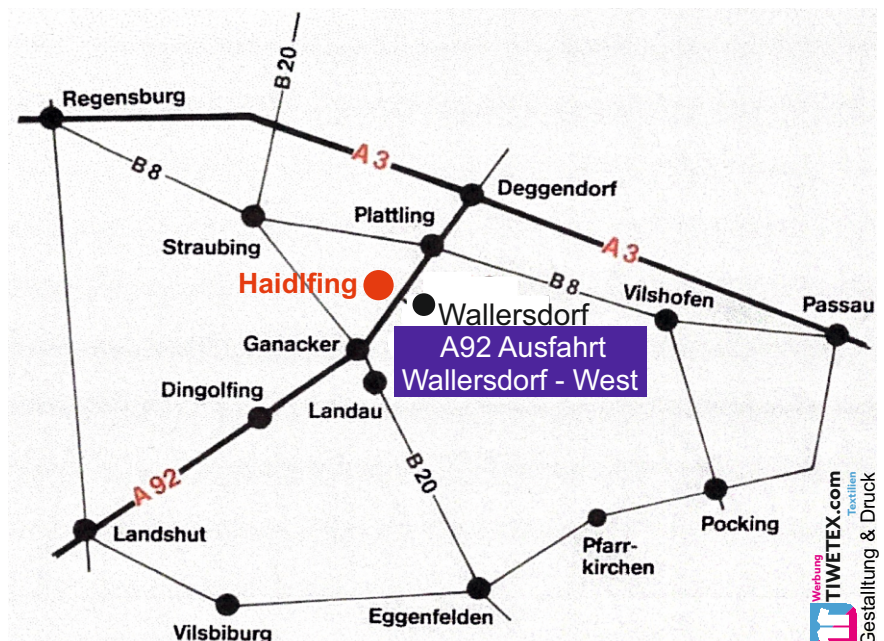 B 20
Regensburg
A 3
B 8
Deggendorf
Plattling
Straubing
A 3
Haidlfing
B 8
Vilshofen
Passau
Wallersdorf
Ganacker
A92 Ausfahrt
Wallersdorf - West
Dingolfing
Landau
B 20
A 92
Landshut
Pocking
Pfarr-
kirchen
Eggenfelden
Vilsbiburg
Werbung
TIWETEX.com
Textilien
Gestalltung & Druck